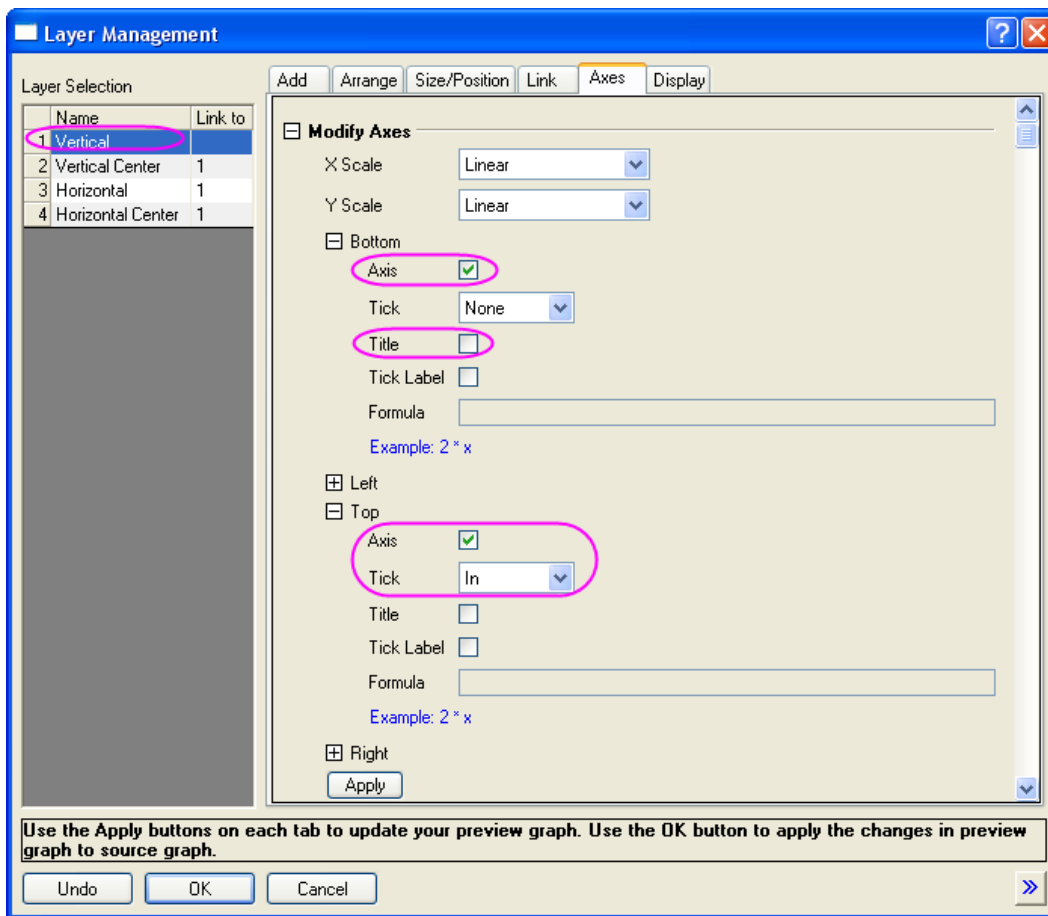 Layer Management
Layer Selection
Name Link to
1 Vertical
2 Vertical Center 1
3 Horizontal 1
4 Horizontal Center 1
Add Arrange Size/Position Link Axes Display
Modify Axes
X Scale Linear
Y Scale Linear
Bottom
Axis
Tick None
Title
Tick Label
Formula
Example: 2 * x
Left
Top
Axis
Tick In
Title
Tick Label
Formula
Example: 2 * x
Right
Apply
Use the Apply buttons on each tab to update your preview graph. Use the OK button to apply the changes in preview
graph to source graph.
Undo OK Cancel